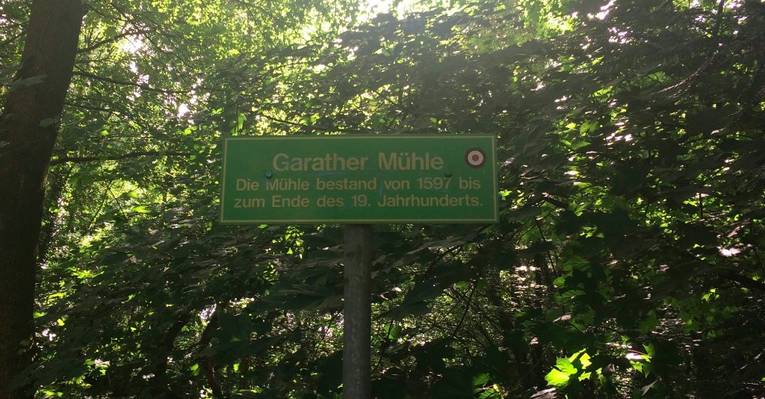 Garather Mühle
Die Mühle bestand von 1597 bis
zum Ende des 19. Jahrhunderts.